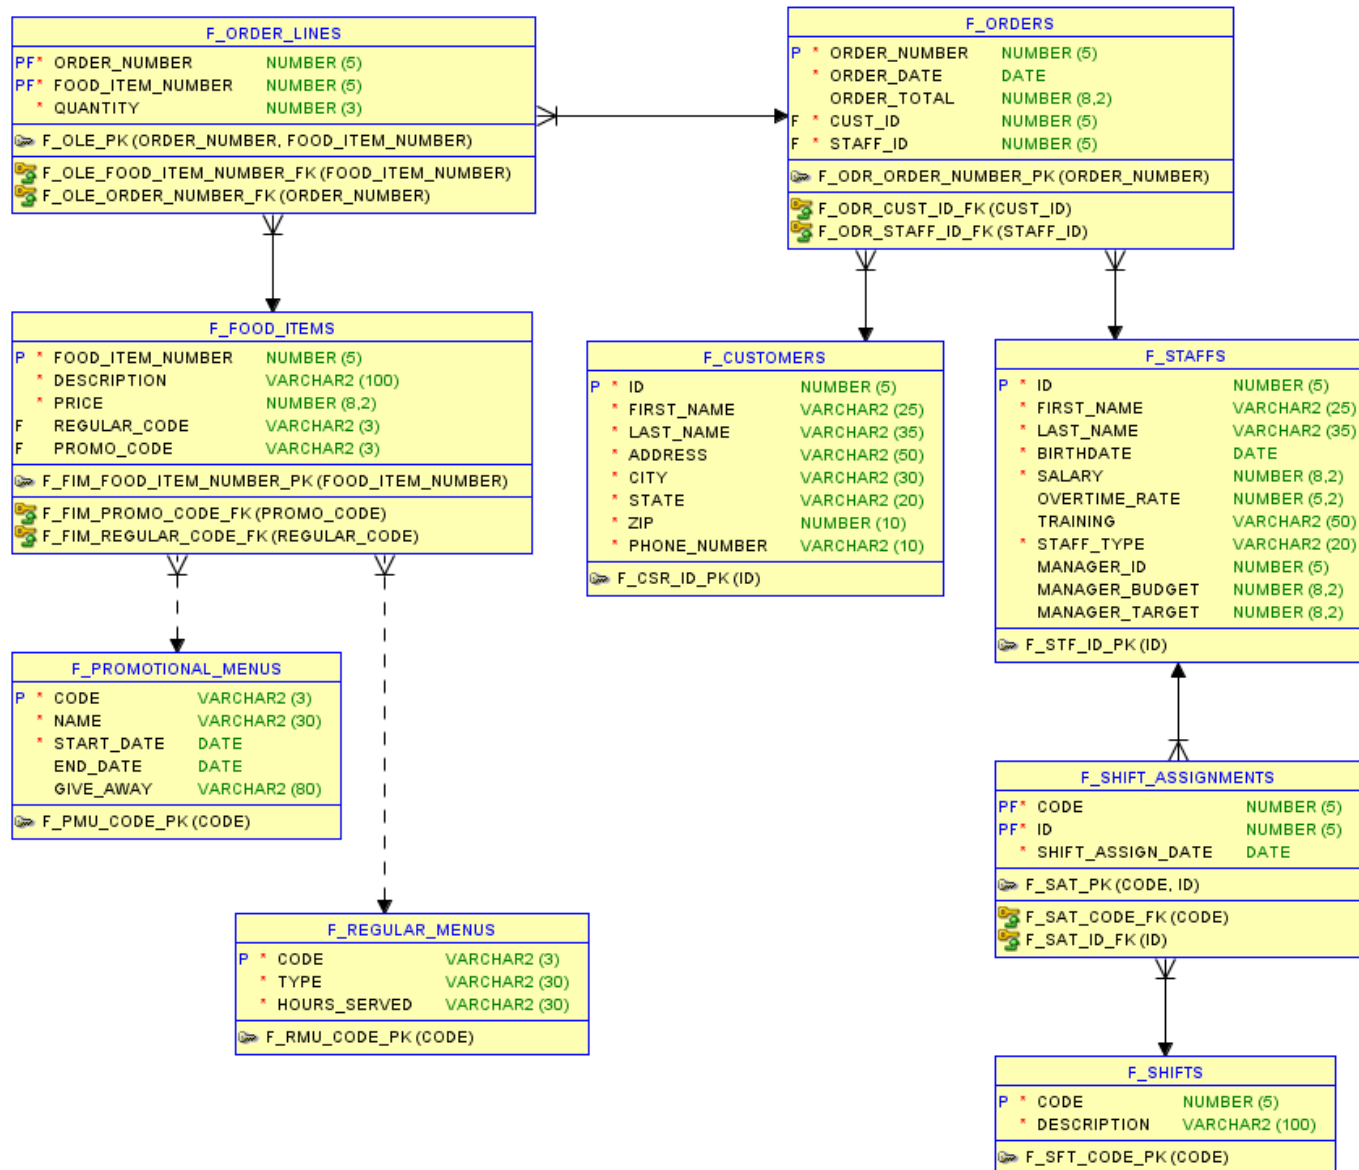 F_ORDER_LINES
PF* ORDER_NUMBER NUMBER (5)
PF* FOOD_ITEM_NUMBER NUMBER (5)
* QUANTITY NUMBER (3)
F_OLE_PK (ORDER_NUMBER, FOOD_ITEM_NUMBER)
F_OLE_FOOD_ITEM_NUMBER_FK (FOOD_ITEM_NUMBER)
F_OLE_ORDER_NUMBER_FK (ORDER_NUMBER)
F_ORDERS
P * ORDER_NUMBER NUMBER (5)
* ORDER_DATE DATE
ORDER_TOTAL NUMBER (8,2)
F * CUST_ID NUMBER (5)
F * STAFF_ID NUMBER (5)
F_ODR_ORDER_NUMBER_PK (ORDER_NUMBER)
F_ODR_CUST_ID_FK (CUST_ID)
F_ODR_STAFF_ID_FK (STAFF_ID)
F_FOOD_ITEMS
P * FOOD_ITEM_NUMBER NUMBER (5)
* DESCRIPTION VARCHAR2 (100)
* PRICE NUMBER (8,2)
F REGULAR_CODE VARCHAR2 (3)
F PROMO_CODE VARCHAR2 (3)
F_FIM_FOOD_ITEM_NUMBER_PK (FOOD_ITEM_NUMBER)
F_FIM_PROMO_CODE_FK (PROMO_CODE)
F_FIM_REGULAR_CODE_FK (REGULAR_CODE)
F_CUSTOMERS
P * ID NUMBER (5)
* FIRST_NAME VARCHAR2 (25)
* LAST_NAME VARCHAR2 (35)
* ADDRESS VARCHAR2 (50)
* CITY VARCHAR2 (30)
* STATE VARCHAR2 (20)
* ZIP NUMBER (10)
* PHONE_NUMBER VARCHAR2 (10)
F_CSR_ID_PK (ID)
F_STAFFS
P * ID NUMBER (5)
* FIRST_NAME VARCHAR2 (25)
* LAST_NAME VARCHAR2 (35)
* BIRTHDATE DATE
* SALARY NUMBER (8,2)
OVERTIME_RATE NUMBER (5,2)
TRAINING VARCHAR2 (50)
* STAFF_TYPE VARCHAR2 (20)
MANAGER_ID NUMBER (5)
MANAGER_BUDGET NUMBER (8,2)
MANAGER_TARGET NUMBER (8,2)
F_STF_ID_PK (ID)
F_PROMOTIONAL_MENUS
P * CODE VARCHAR2 (3)
* NAME VARCHAR2 (30)
* START_DATE DATE
END_DATE DATE
GIVE_AWAY VARCHAR2 (80)
F_PMU_CODE_PK (CODE)
F_REGULAR_MENUS
P * CODE VARCHAR2 (3)
* TYPE VARCHAR2 (30)
* HOURS_SERVED VARCHAR2 (30)
F_RMU_CODE_PK (CODE)
F_SHIFT_ASSIGNMENTS
PF* CODE NUMBER (5)
PF* ID NUMBER (5)
* SHIFT_ASSIGN_DATE DATE
F_SAT_PK (CODE, ID)
F_SAT_CODE_FK (CODE)
F_SAT_ID_FK (ID)
F_SHIFTS
P * CODE NUMBER (5)
* DESCRIPTION VARCHAR2 (100)
F_SFT_CODE_PK (CODE)